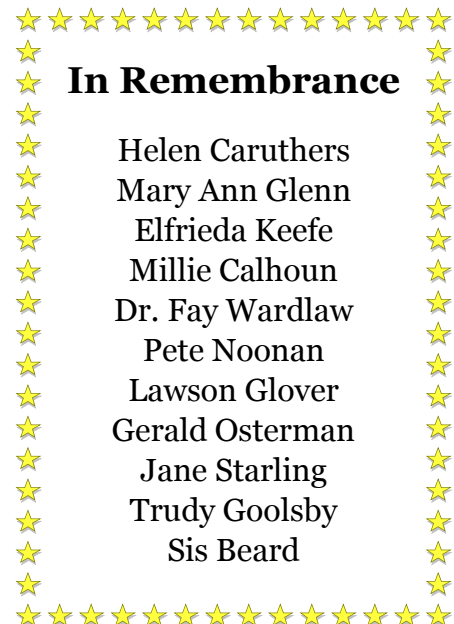 In Remembrance
Helen Caruthers
Mary Ann Glenn
Elfrieda Keefe
Millie Calhoun
Dr. Fay Wardlaw
Pete Noonan
Lawson Glover
Gerald Osterman
Jane Starling
Trudy Goolsby
Sis Beard